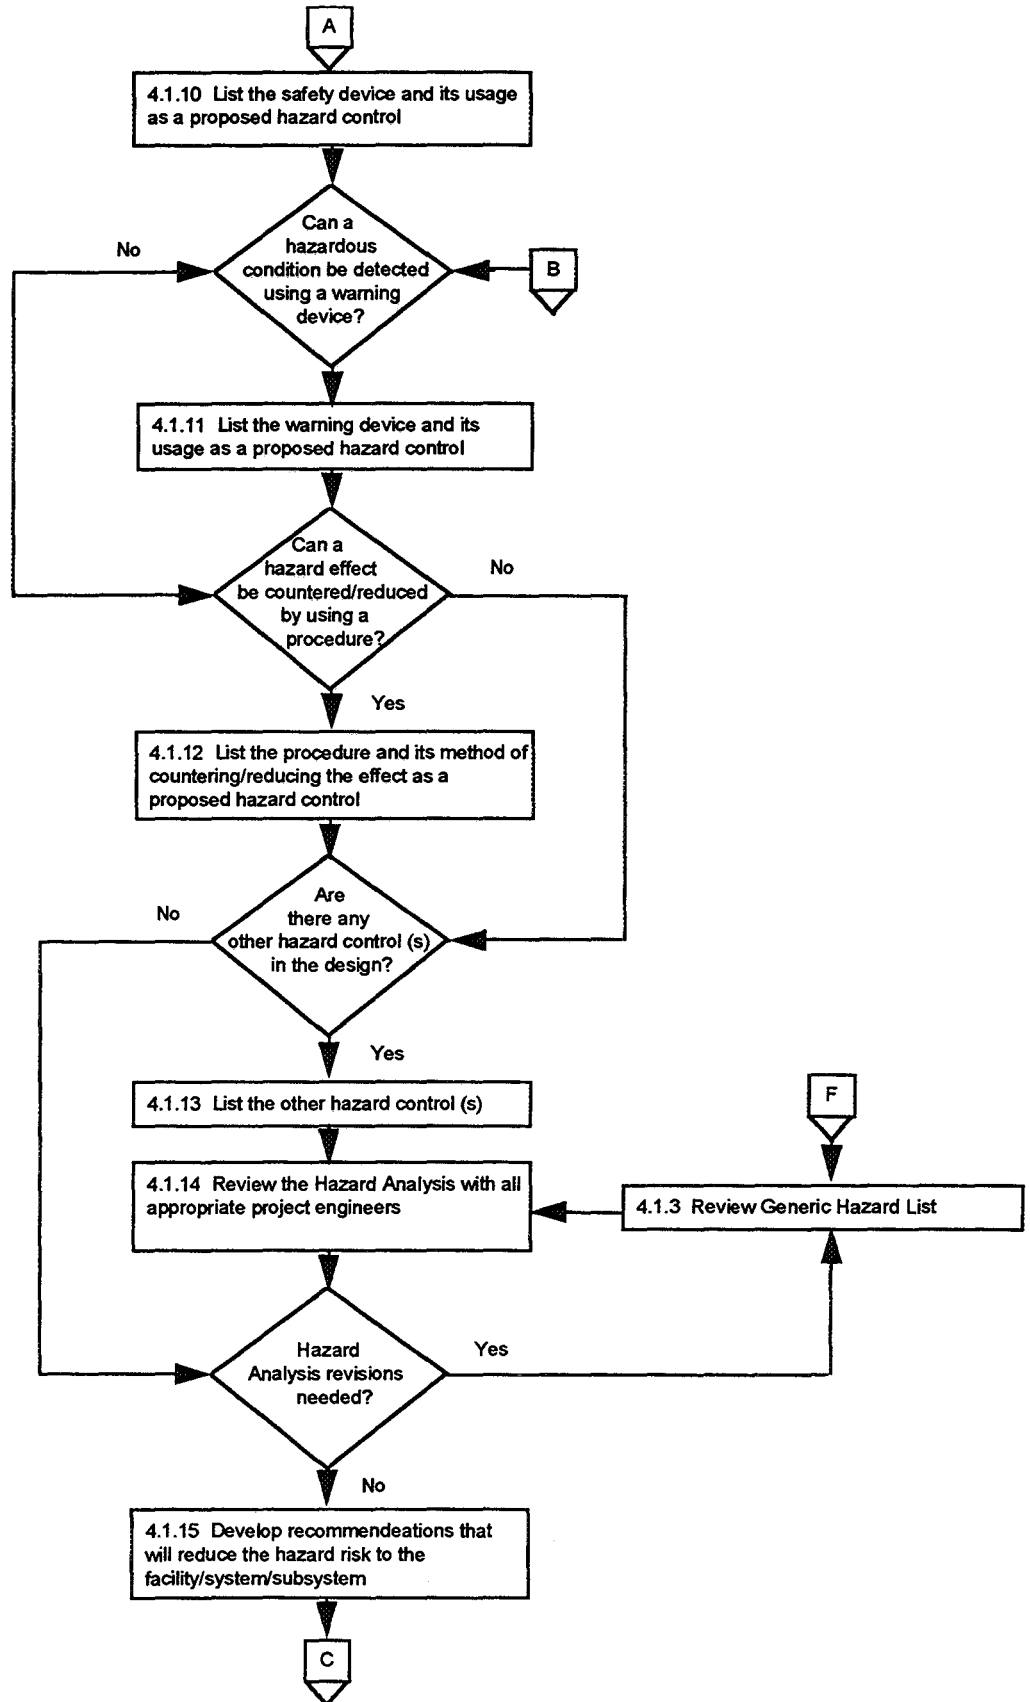 A
4.1.10 List the safety device and its usage
as a proposed hazard control
Can a
hazardous
condition be detected
using a warning
device?
No
B
4.1.11 List the warning device and its
usage as a proposed hazard control
Can a
hazard effect
be countered/reduced
by using a
procedure?
No
Yes
4.1.12 List the procedure and its method of
countering/reducing the effect as a
proposed hazard control
Are
there any
other hazard control (s)
in the design?
No
Yes
4.1.13 List the other hazard control (s)
F
4.1.14 Review the Hazard Analysis with all
appropriate project engineers
4.1.3 Review Generic Hazard List
Hazard
Analysis revisions
needed?
Yes
No
4.1.15 Develop recommendeations that
will reduce the hazard risk to the
facility/system/subsystem
C